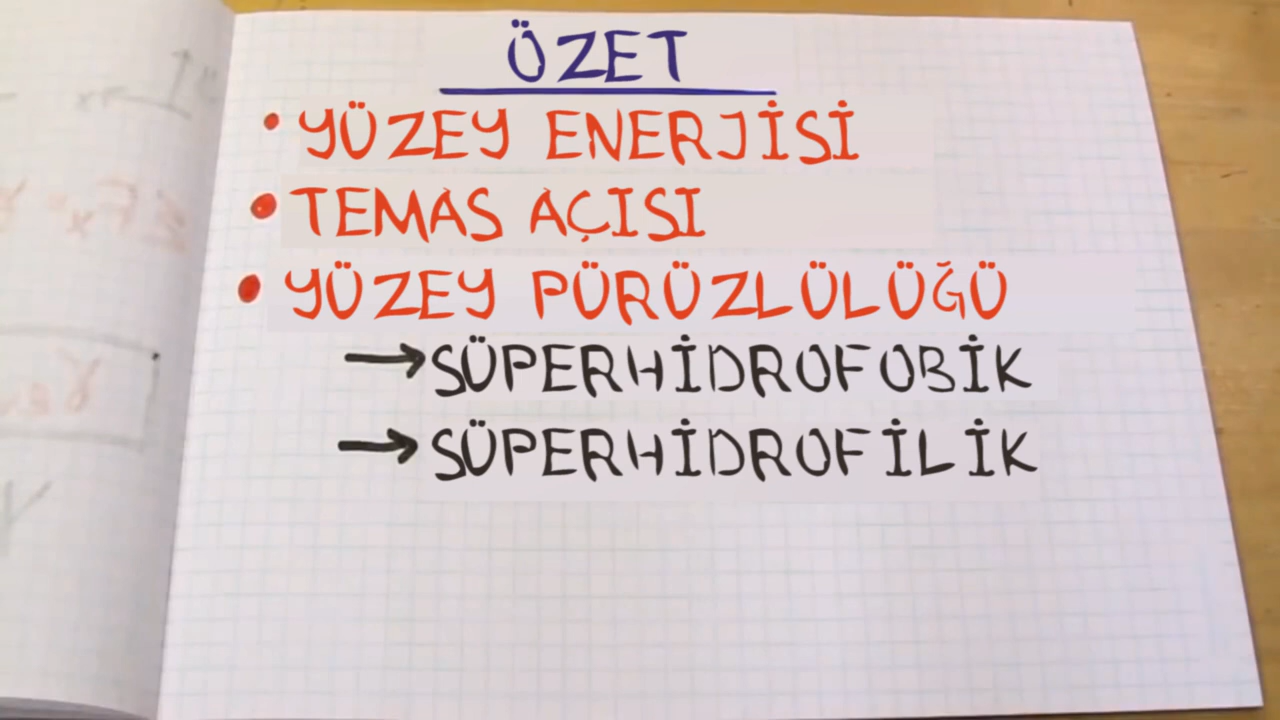 ÖZET
• YÜZEY ENERJİSİ
• TEMAS AÇISI
• YÜZEY PÜRÜZLÜLÜĞÜ
→ SÜPERHİDROFOBİK
→ SÜPERHİDROFİLİK